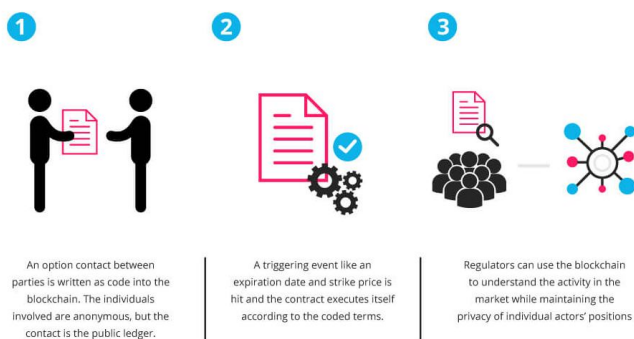 1
2
3
An option contact between
parties is written as code into the
blockchain. The individuals
involved are anonymous, but the
contact is the public ledger.
A triggering event like an
expiration date and strike price is
hit and the contract executes itself
according to the coded terms.
Regulators can use the blockchain
to understand the activity in the
market while maintaining the
privacy of individual actors' positions